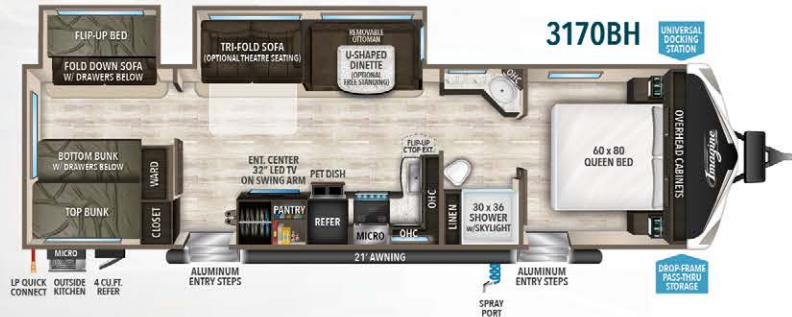 3170BH
UNIVERSAL
DOCKING
STATION
FLIP-UP BED
FOLD DOWN SOFA
W/ DRAWERS BELOW
TRI-FOLD SOFA
(OPTIONAL THEATRE SEATING)
REMOVABLE
OTTOMAN
U-SHAPED
DINETTE
(OPTIONAL
FREE STANDING)
OHC
60 x 80
QUEEN BED
OVERHEAD CABINETS
Imagine
BOTTOM BUNK
W/ DRAWERS BELOW
WARD
TOP BUNK
CLOSET
ENT. CENTER
32" LED TV
ON SWING ARM
PET DISH
FLIP-UP
C'TOP EXT.
PANTRY
REFER
MICRO
OHC
OHC
LINEN
30 x 36
SHOWER
w/SKYLIGHT
21' AWNING
MICRO
LP QUICK
CONNECT
OUTSIDE
KITCHEN
4 CU.FT.
REFER
ALUMINUM
ENTRY STEPS
SPRAY
PORT
ALUMINUM
ENTRY STEPS
DROP-FRAME
PASS-THRU
STORAGE